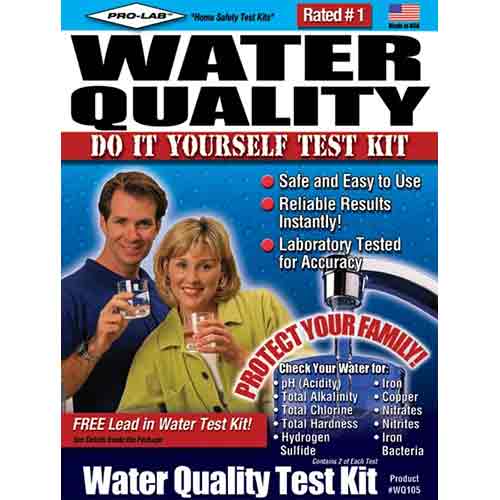 PRO-LAB® "Home Safety Test Kits" Rated #1
Made in USA
WATER
QUALITY
DO IT YOURSELF TEST KIT
Safe and Easy to Use
Reliable Results
Instantly!
Laboratory Tested
for Accuracy
PROTECT YOUR FAMILY!
Check Your Water for:
• pH (Acidity)
• Total Alkalinity
• Total Chlorine
• Total Hardness
• Hydrogen
Sulfide
• Iron
• Copper
• Nitrates
• Nitrites
• Iron
Bacteria
Contains 2 of Each Test
FREE Lead in Water Test Kit!
See Details Inside the Package
Water Quality Test Kit
Product
#WQ105